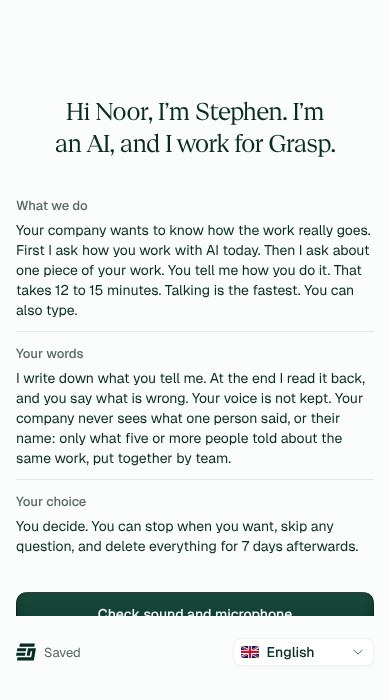 Hi Noor, I’m Stephen. I’m
an AI, and I work for Grasp.
What we do
Your company wants to know how the work really goes.
First I ask how you work with AI today. Then I ask about
one piece of your work. You tell me how you do it. That
takes 12 to 15 minutes. Talking is the fastest. You can
also type.
Your words
I write down what you tell me. At the end I read it back,
and you say what is wrong. Your voice is not kept. Your
company never sees what one person said, or their
name: only what five or more people told about the
same work, put together by team.
Your choice
You decide. You can stop when you want, skip any
question, and delete everything for 7 days afterwards.
Check sound and microphone
Saved
English